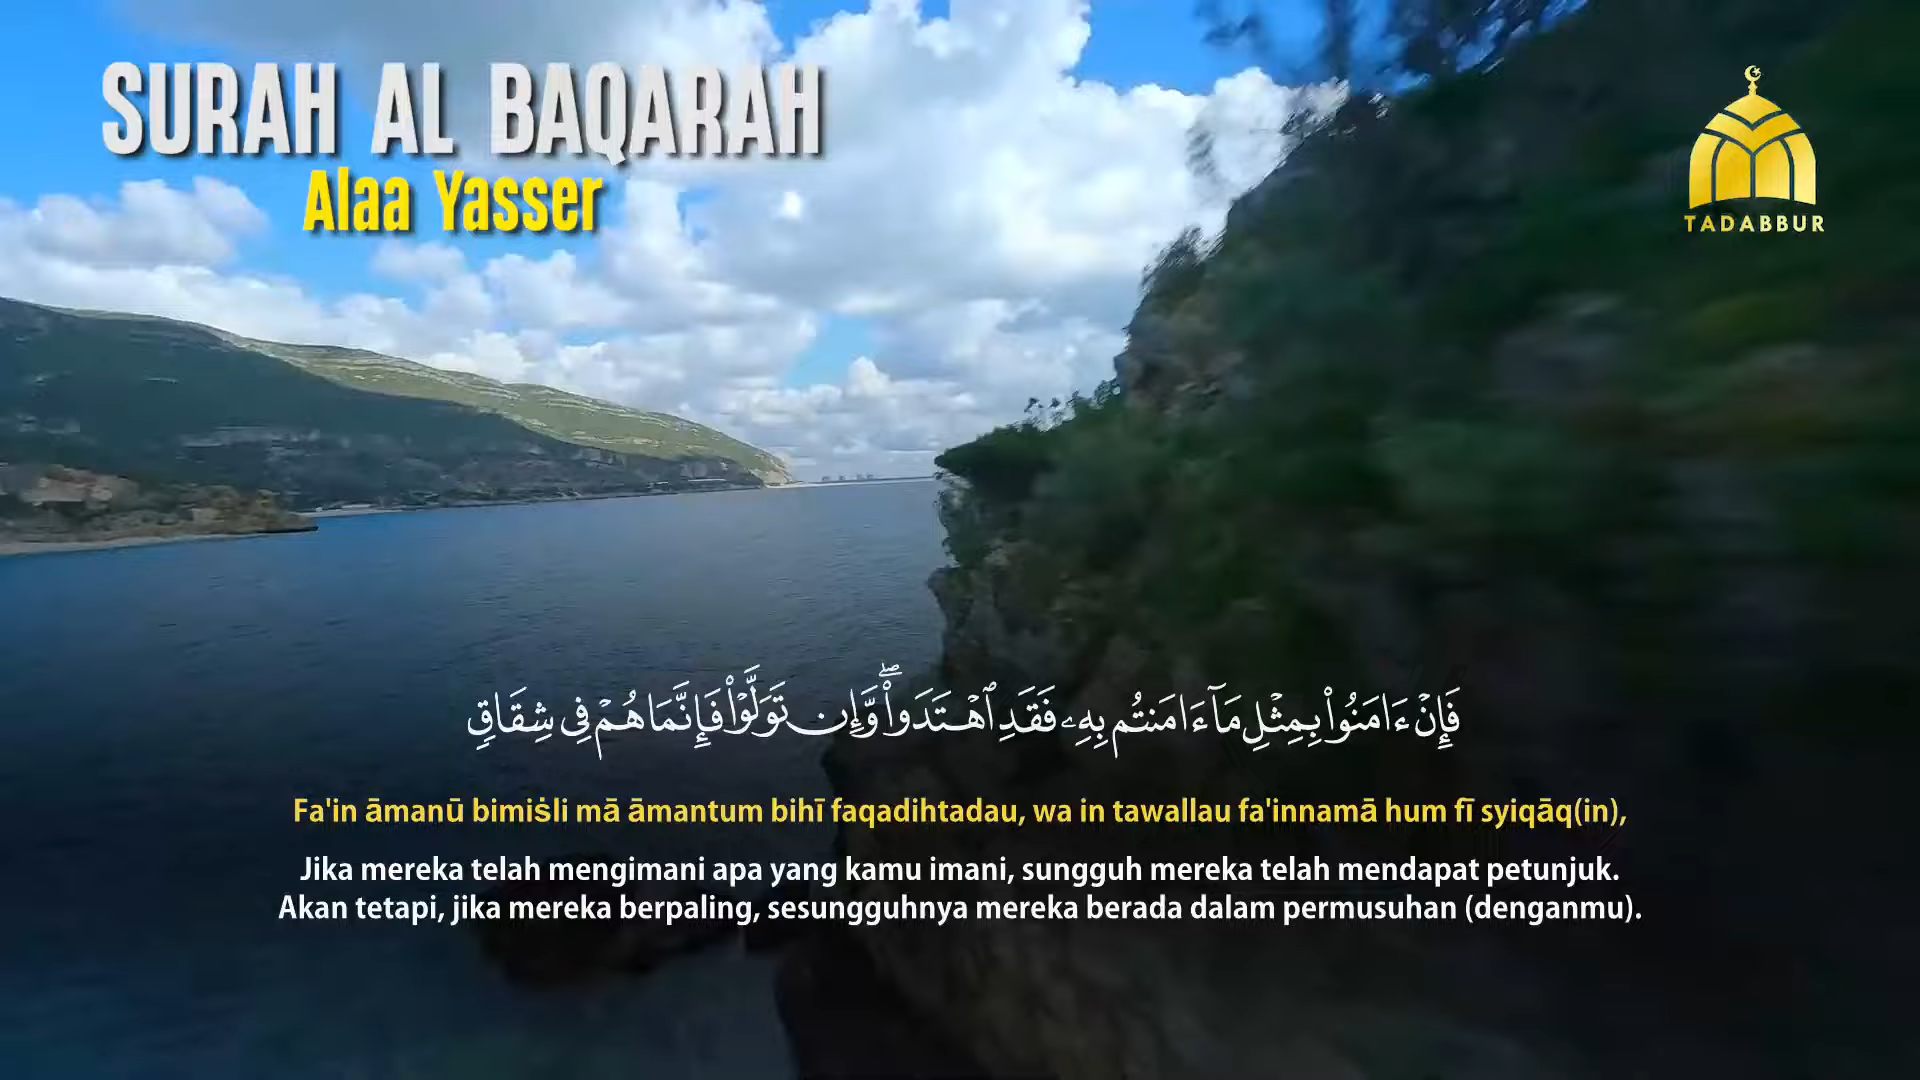 SURAH AL BAQARAH
Alaa Yasser
TADABBUR
فَإِنْ ءَامَنُوا۟ بِمِثْلِ مَآ ءَامَنتُم بِهِۦ فَقَدِ ٱهْتَدَوا۟ ۖ وَّإِن تَوَلَّوْا۟ فَإِنَّمَا هُمْ فِى شِقَاقٍ
Fa'in āmanū bimiṡli mā āmantum bihī faqadihtadau, wa in tawallau fa'innamā hum fī syiqāq(in),
Jika mereka telah mengimani apa yang kamu imani, sungguh mereka telah mendapat petunjuk.
Akan tetapi, jika mereka berpaling, sesungguhnya mereka berada dalam permusuhan (denganmu).